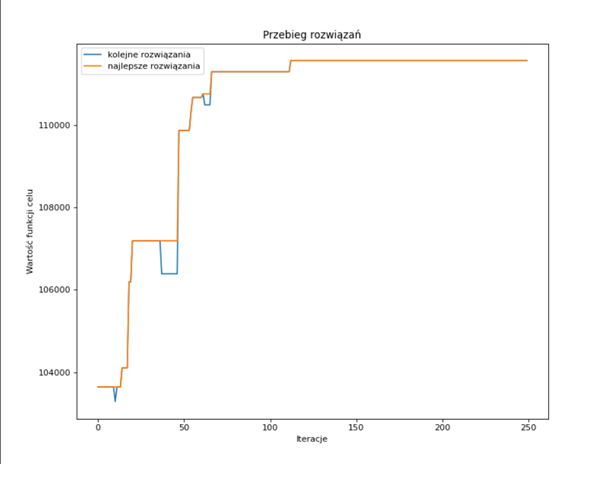 Przebieg rozwiązań
kolejne rozwiązania
najlepsze rozwiązania
Wartość funkcji celu
110000
108000
106000
104000
0 50 100 150 200 250
Iteracje